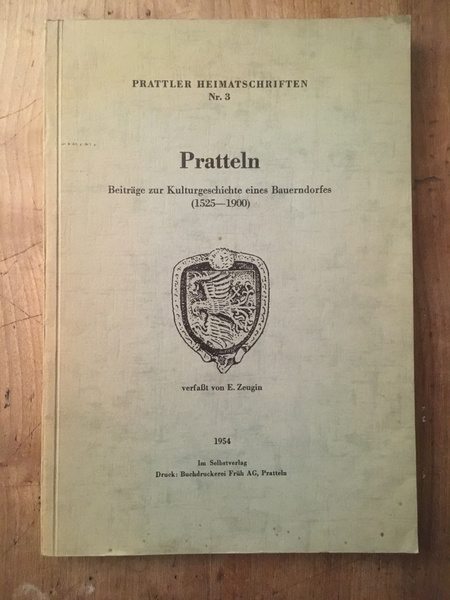 PRATTLER HEIMATSCHRIFTEN
Nr. 3
Pratteln
Beiträge zur Kulturgeschichte eines Bauerndorfes
(1525—1900)
verfaßt von E. Zeugin
1954
Im Selbstverlag
Druck: Buchdruckerei Früh AG, Pratteln